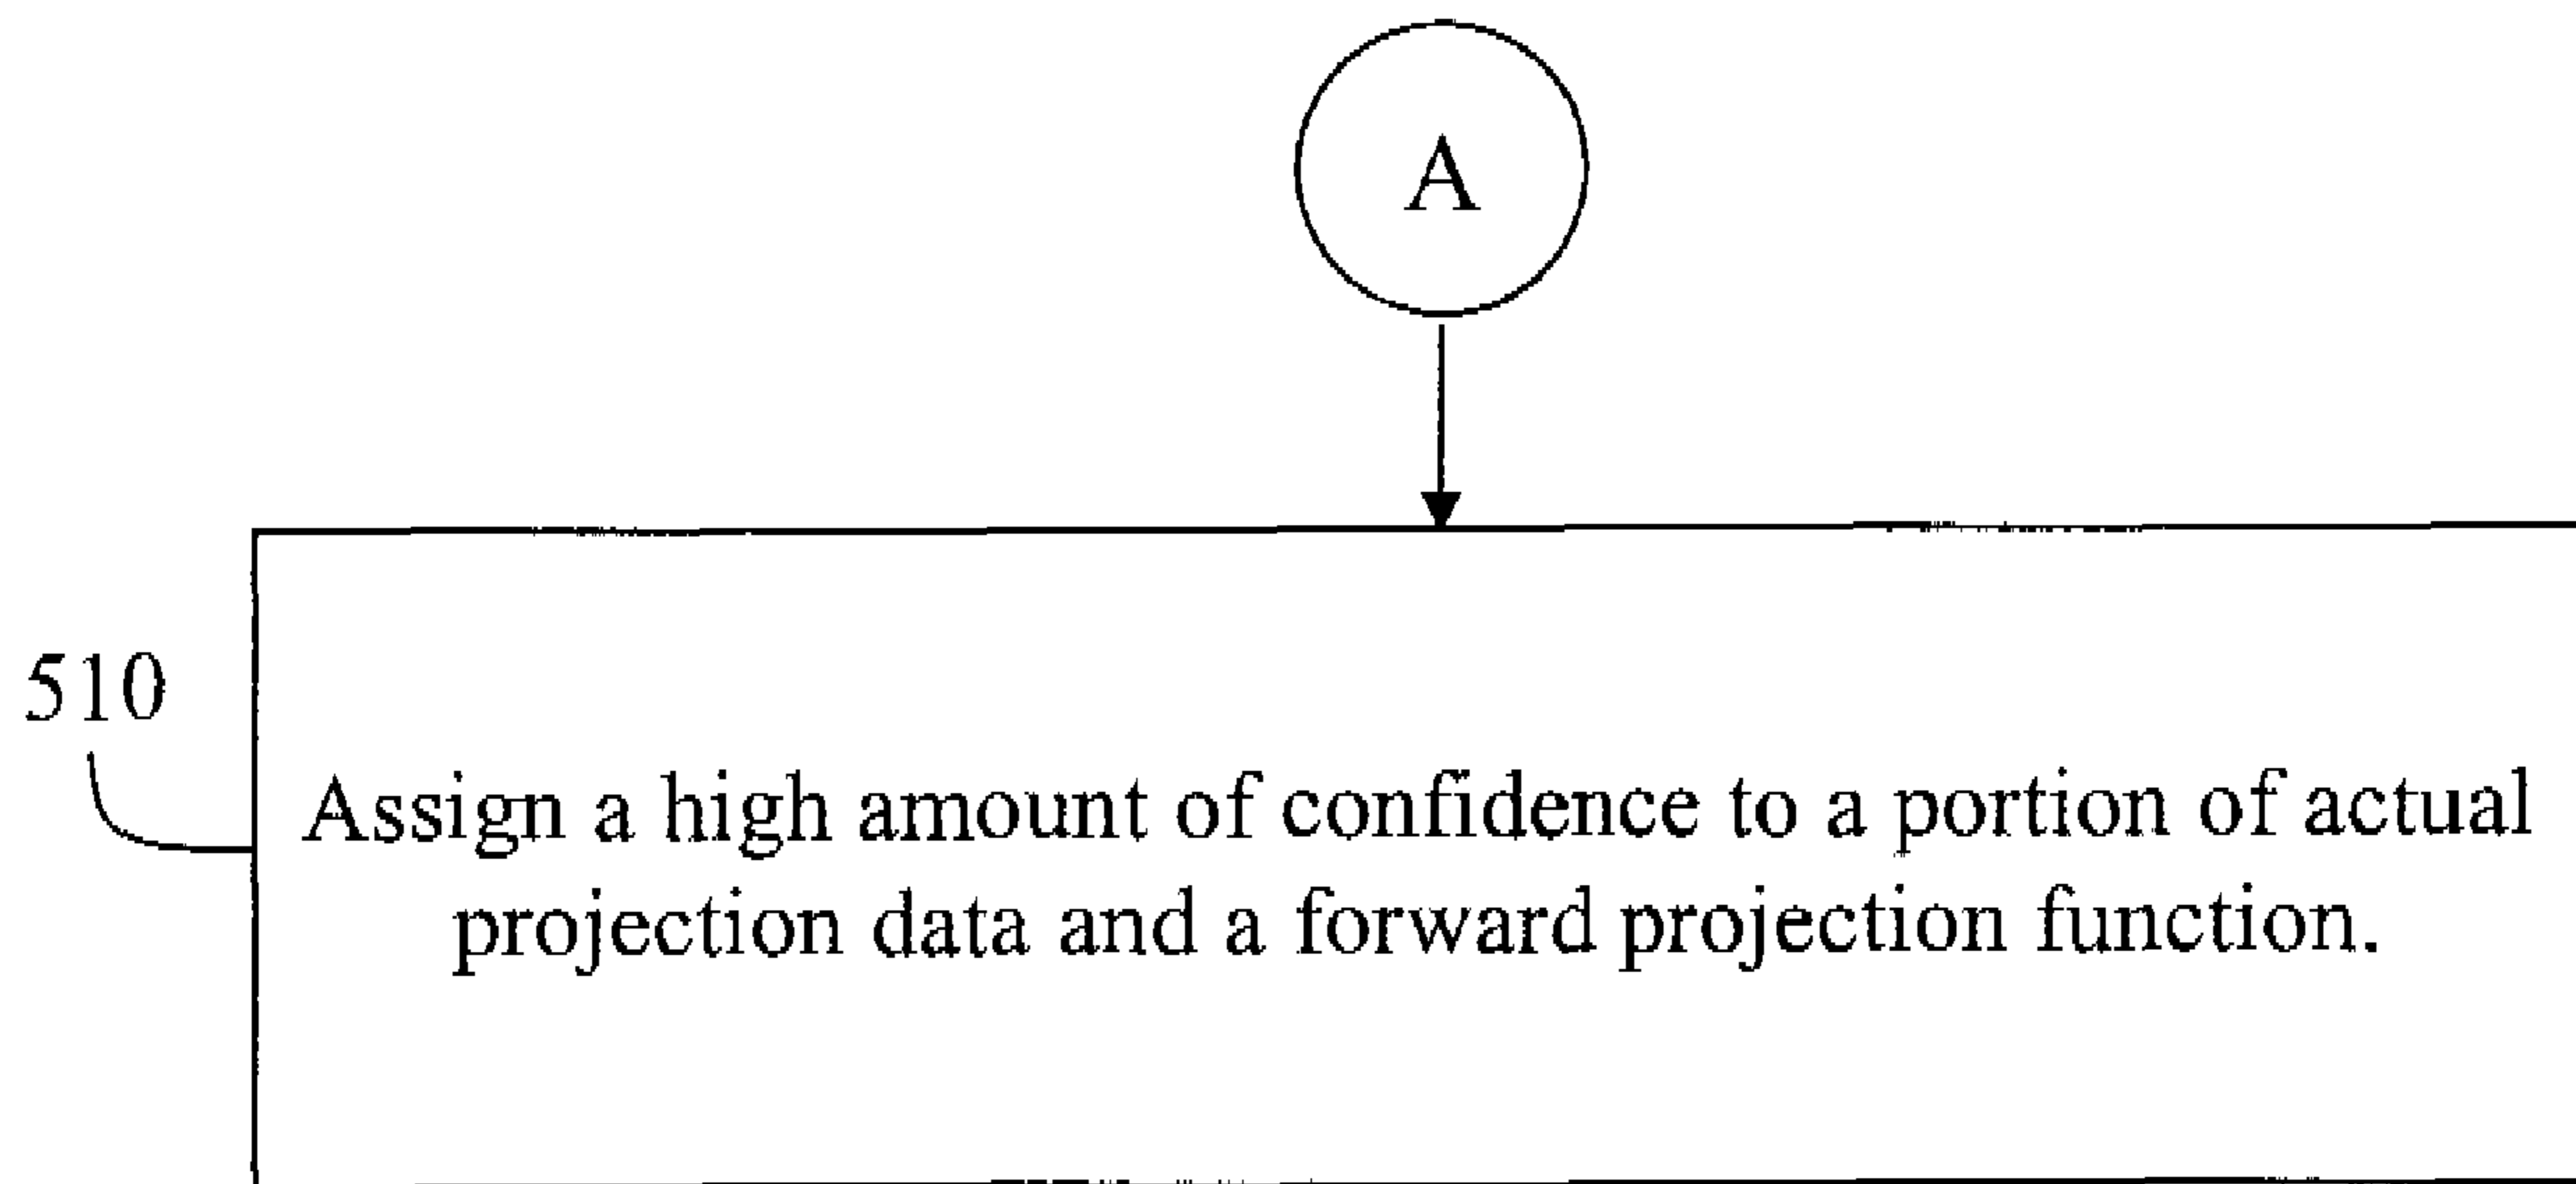 A
510
Assign a high amount of confidence to a portion of actual
projection data and a forward projection function.